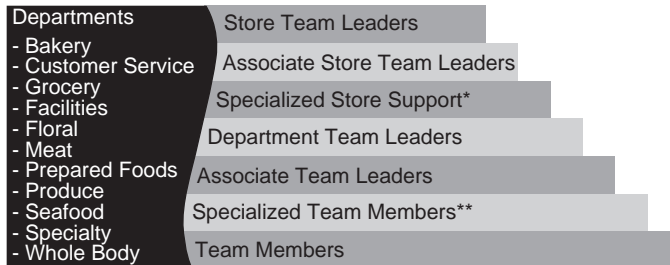 Departments
- Bakery
- Customer Service
- Grocery
- Facilities
- Floral
- Meat
- Prepared Foods
- Produce
- Seafood
- Specialty
- Whole Body
Store Team Leaders
Associate Store Team Leaders
Specialized Store Support*
Department Team Leaders
Associate Team Leaders
Specialized Team Members**
Team Members